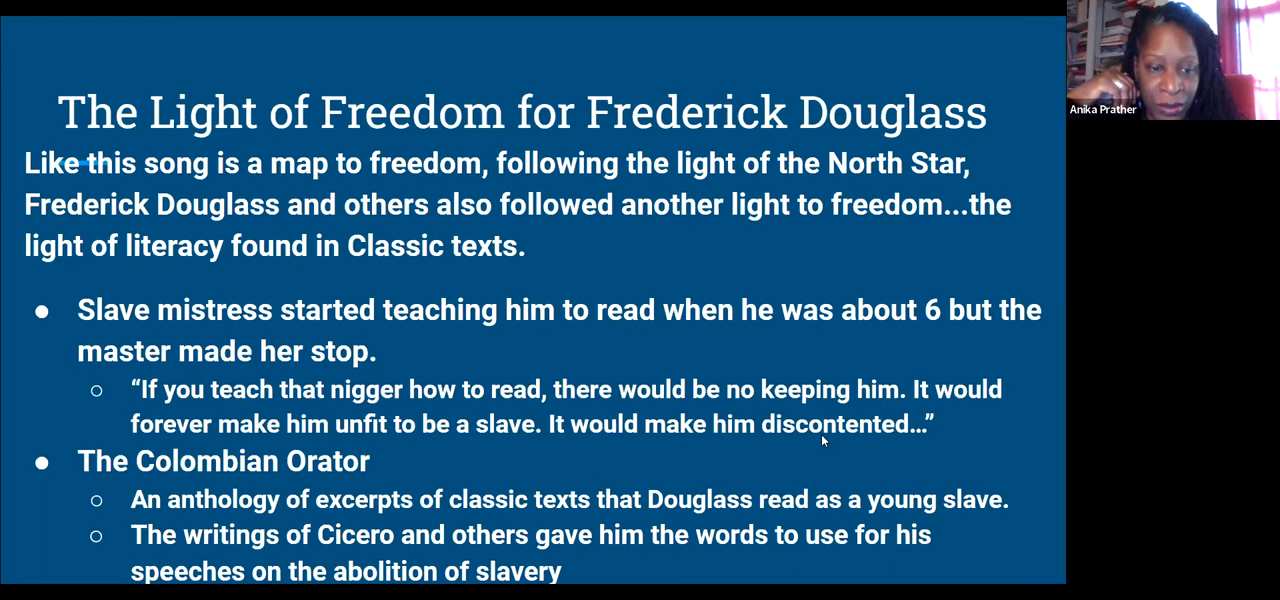 The Light of Freedom for Frederick Douglass
Like this song is a map to freedom, following the light of the North Star,
Frederick Douglass and others also followed another light to freedom...the
light of literacy found in Classic texts.
● Slave mistress started teaching him to read when he was about 6 but the
master made her stop.
○ “If you teach that nigger how to read, there would be no keeping him. It would
forever make him unfit to be a slave. It would make him discontented…”
● The Colombian Orator
○ An anthology of excerpts of classic texts that Douglass read as a young slave.
○ The writings of Cicero and others gave him the words to use for his
speeches on the abolition of slavery
Anika Prather